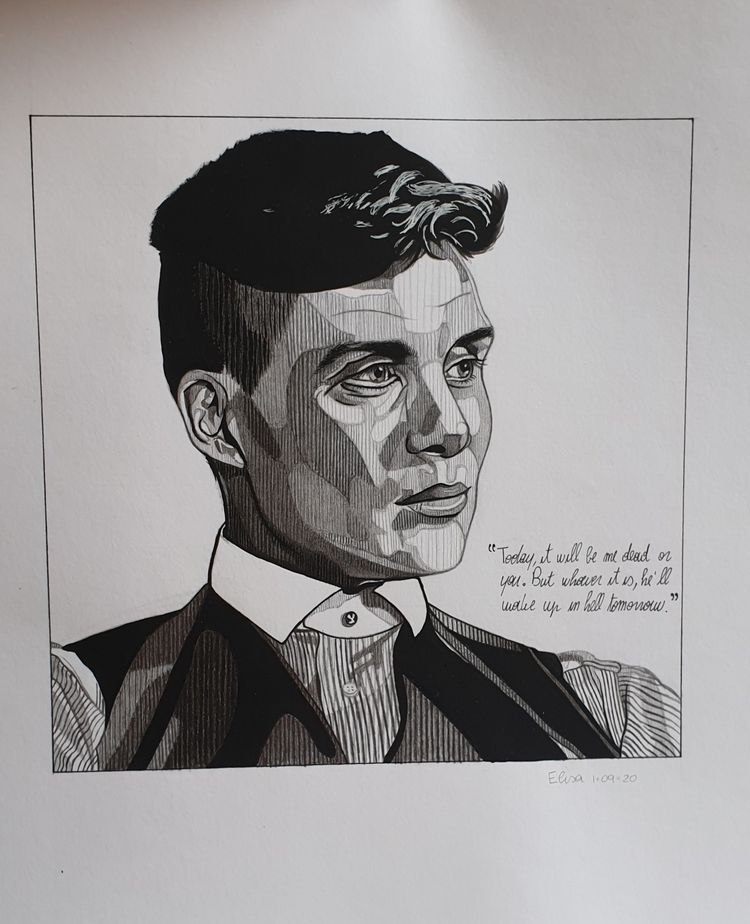 "Today, it will be me dead or
you. But whover it is, he'll
wake up in hell tomorrow."
Elisa 1-09-20